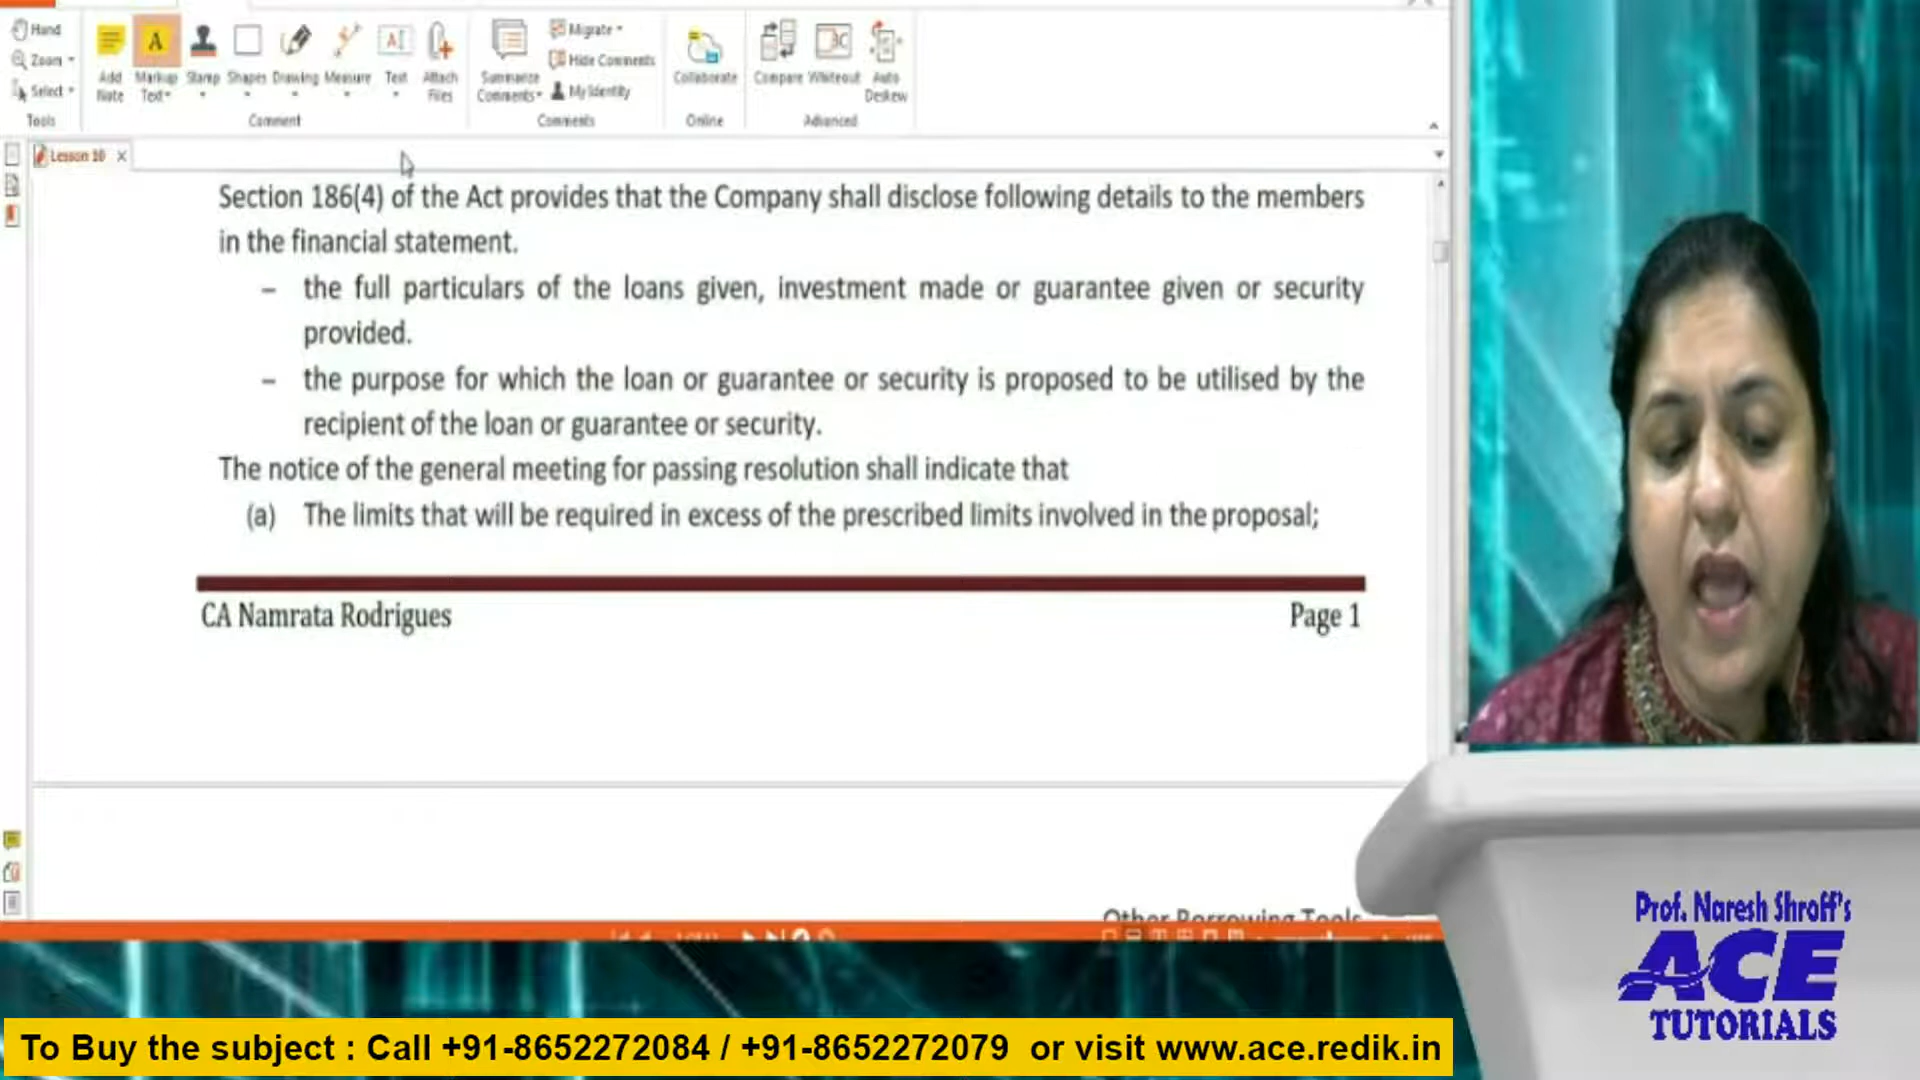 Hand
Zoom
Select
Tools
Add Note
Markup Text
Stamp
Shapes
Drawing
Measure
Text
Attach Files
Comment
Summarize Comments
Migrate
Hide Comments
My Identity
Comments
Collaborate
Online
Compare
Whiteout
Auto Deskew
Advanced
Lesson 10
Section 186(4) of the Act provides that the Company shall disclose following details to the members
in the financial statement.
– the full particulars of the loans given, investment made or guarantee given or security
provided.
– the purpose for which the loan or guarantee or security is proposed to be utilised by the
recipient of the loan or guarantee or security.
The notice of the general meeting for passing resolution shall indicate that
(a) The limits that will be required in excess of the prescribed limits involved in the proposal;
CA Namrata Rodrigues
Page 1
Other Borrowing Tools
Prof. Naresh Shroff's
ACE
TUTORIALS
To Buy the subject : Call +91-8652272084 / +91-8652272079 or visit www.ace.redik.in